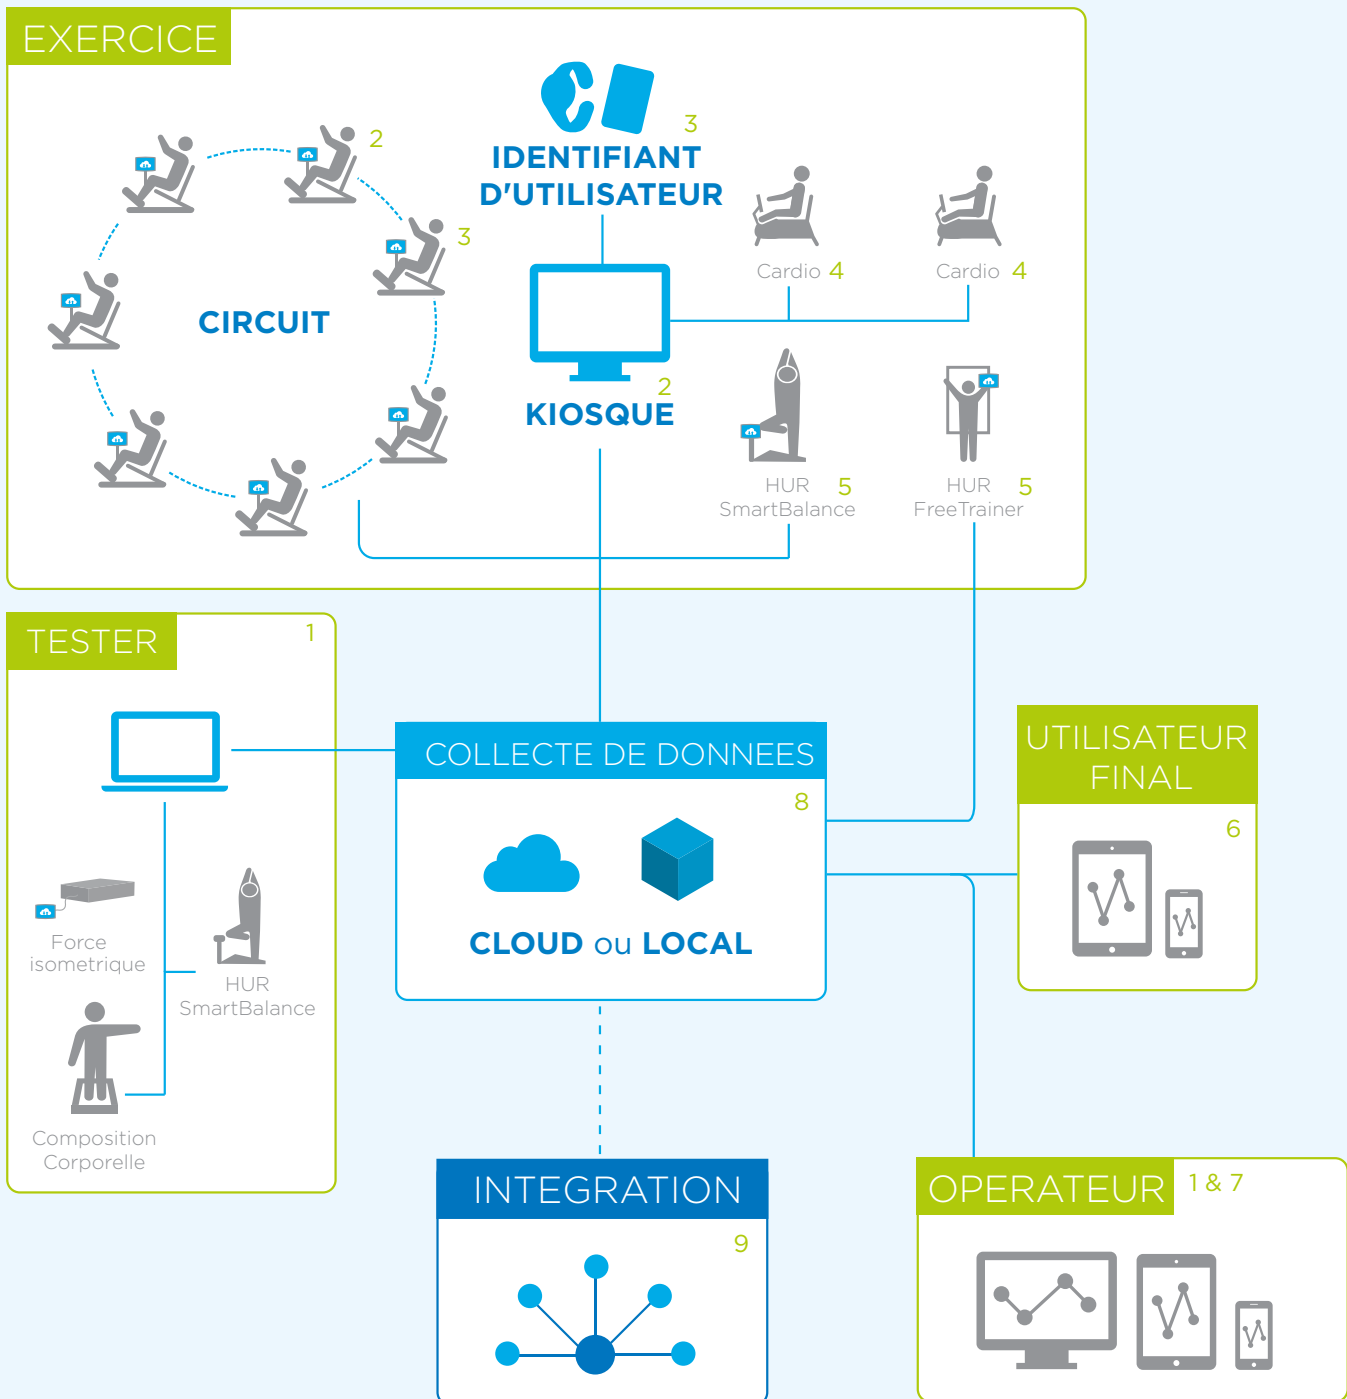 EXERCICE
2
3
IDENTIFIANT
D'UTILISATEUR
3
CIRCUIT
Cardio 4
Cardio 4
2
KIOSQUE
HUR 5
SmartBalance
HUR 5
FreeTrainer
TESTER
1
Force
isometrique
HUR
SmartBalance
Composition
Corporelle
COLLECTE DE DONNEES
8
CLOUD ou LOCAL
UTILISATEUR
FINAL
6
INTEGRATION
9
OPERATEUR
1 & 7